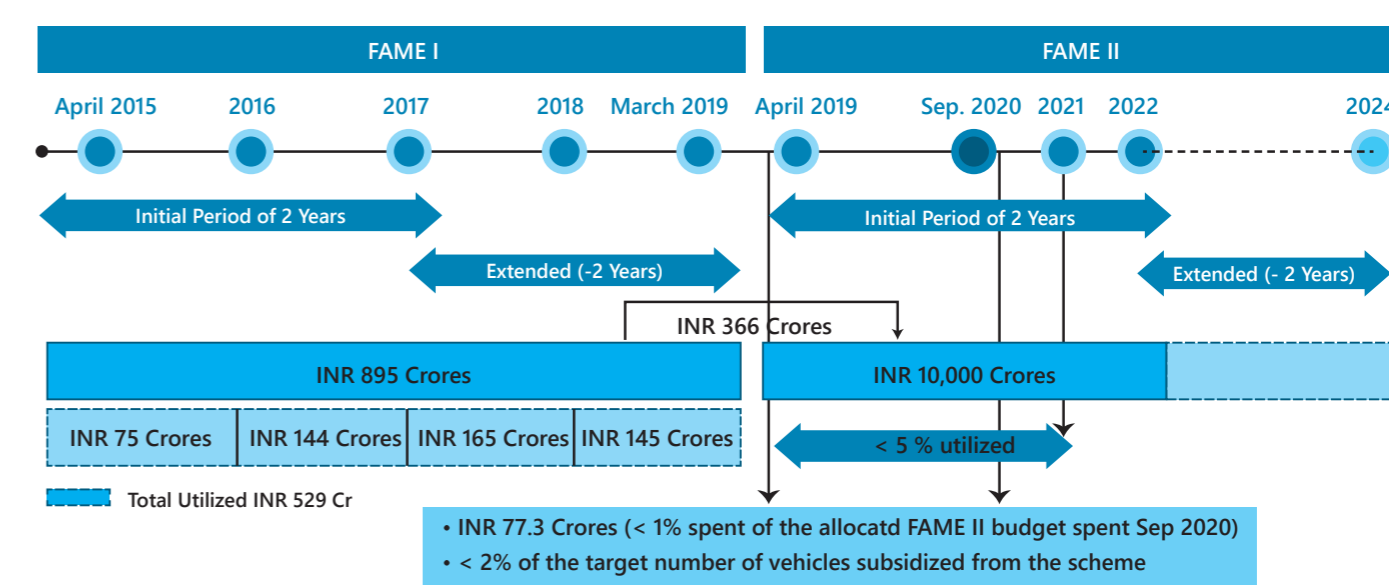 FAME I
FAME II
April 2015
2016
2017
2018
March 2019
April 2019
Sep. 2020
2021
2022
2024
Initial Period of 2 Years
Initial Period of 2 Years
Extended (-2 Years)
Extended (- 2 Years)
INR 366 Crores
INR 895 Crores
INR 10,000 Crores
INR 75 Crores
INR 144 Crores
INR 165 Crores
INR 145 Crores
< 5 % utilized
Total Utilized INR 529 Cr
• INR 77.3 Crores (< 1% spent of the allocatd FAME II budget spent Sep 2020)
• < 2% of the target number of vehicles subsidized from the scheme